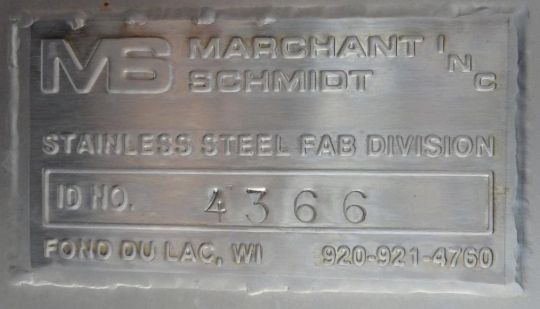 MS MARCHANT INC
SCHMIDT
STAINLESS STEEL FAB DIVISION
ID NO. 4366
FOND DU LAC, WI 920-921-4760